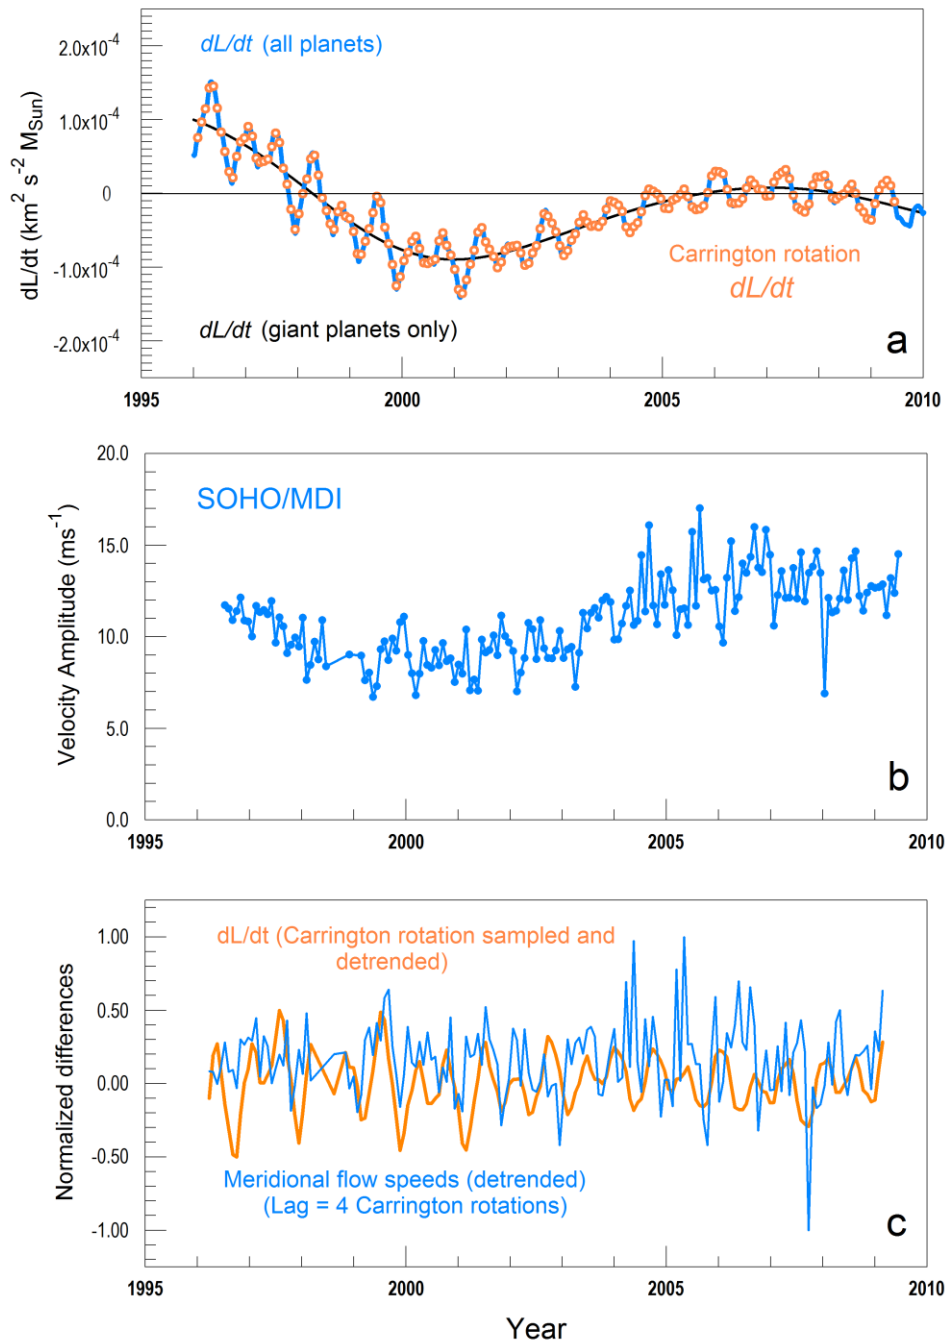 dL/dt (all planets)
2.0x10-4
1.0x10-4
0
-1.0x10-4
-2.0x10-4
dL/dt (km2 s-2 MSun)
Carrington rotation
dL/dt
dL/dt (giant planets only)
a
1995
2000
2005
2010
20.0
15.0
10.0
5.0
0.0
Velocity Amplitude (ms-1)
SOHO/MDI
b
1995
2000
2005
2010
1.00
0.50
0.00
-0.50
-1.00
Normalized differences
dL/dt (Carrington rotation sampled and
detrended)
Meridional flow speeds (detrended)
(Lag = 4 Carrington rotations)
c
1995
2000
2005
2010
Year